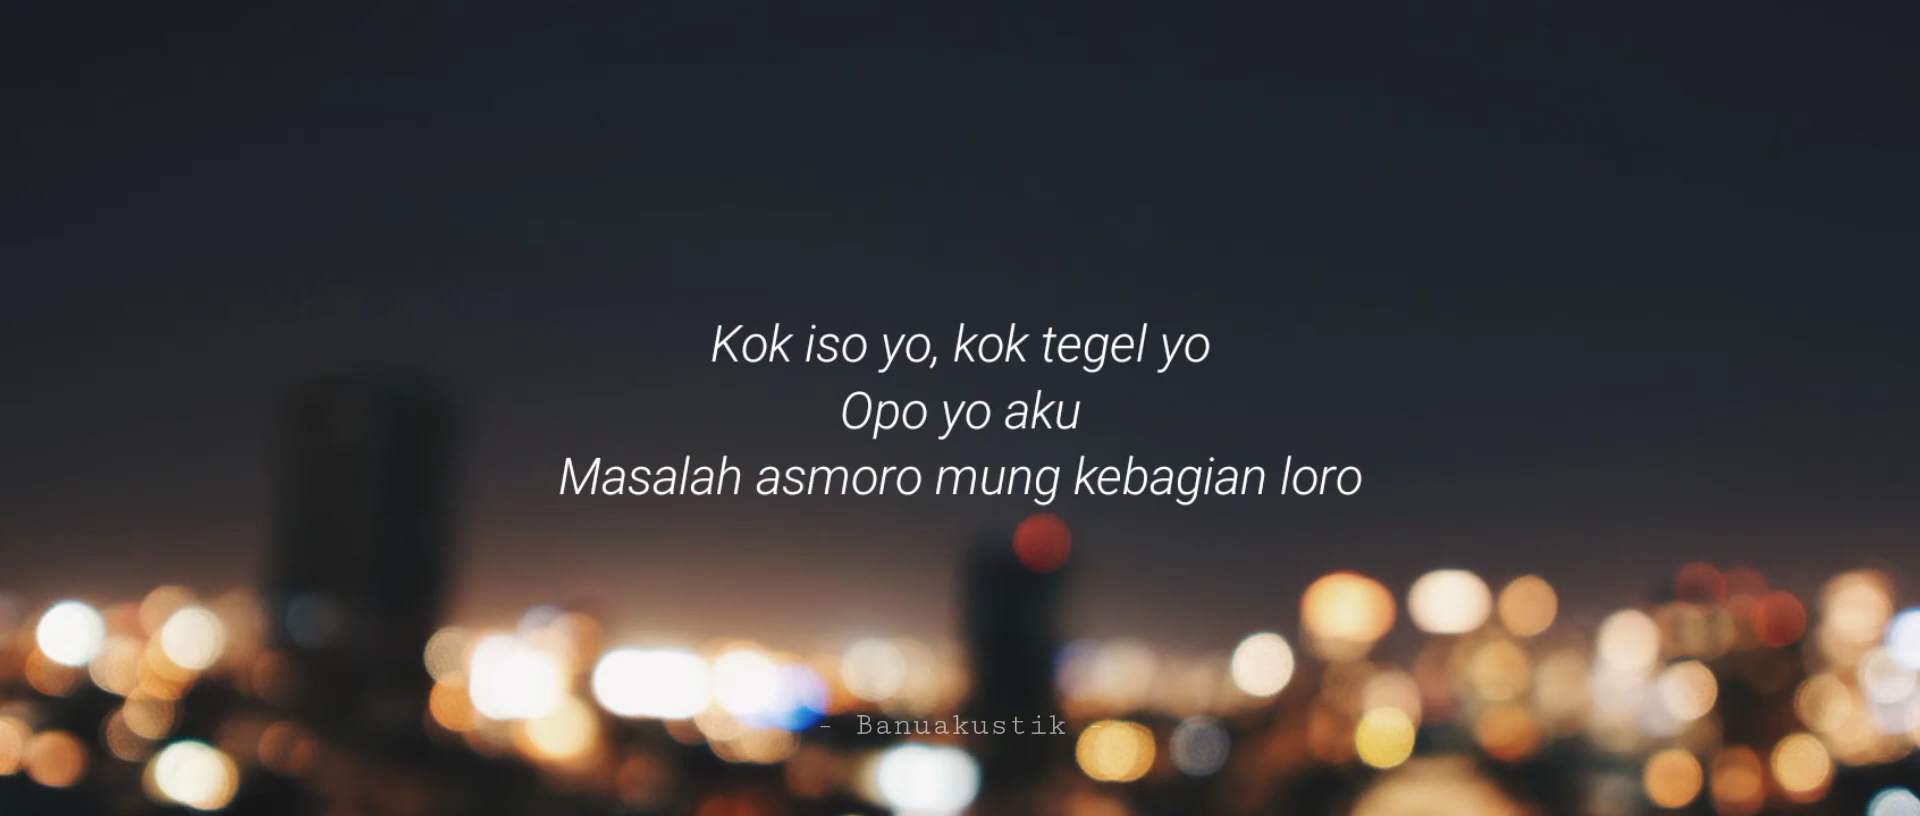 Kok iso yo, kok tegel yo
Opo yo aku
Masalah asmoro mung kebagian loro
- Banuakustik -